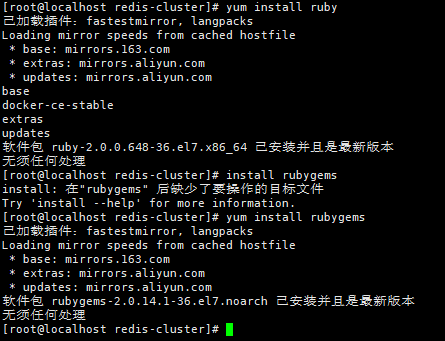 [root@localhost redis-cluster]# yum install ruby
已加载插件：fastestmirror, langpacks
Loading mirror speeds from cached hostfile
 * base: mirrors.163.com
 * extras: mirrors.aliyun.com
 * updates: mirrors.aliyun.com
base
docker-ce-stable
extras
updates
软件包 ruby-2.0.0.648-36.el7.x86_64 已安装并且是最新版本
无须任何处理
[root@localhost redis-cluster]# install rubygems
install: 在"rubygems" 后缺少了要操作的目标文件
Try 'install --help' for more information.
[root@localhost redis-cluster]# yum install rubygems
已加载插件：fastestmirror, langpacks
Loading mirror speeds from cached hostfile
 * base: mirrors.163.com
 * extras: mirrors.aliyun.com
 * updates: mirrors.aliyun.com
软件包 rubygems-2.0.14.1-36.el7.noarch 已安装并且是最新版本
无须任何处理
[root@localhost redis-cluster]#